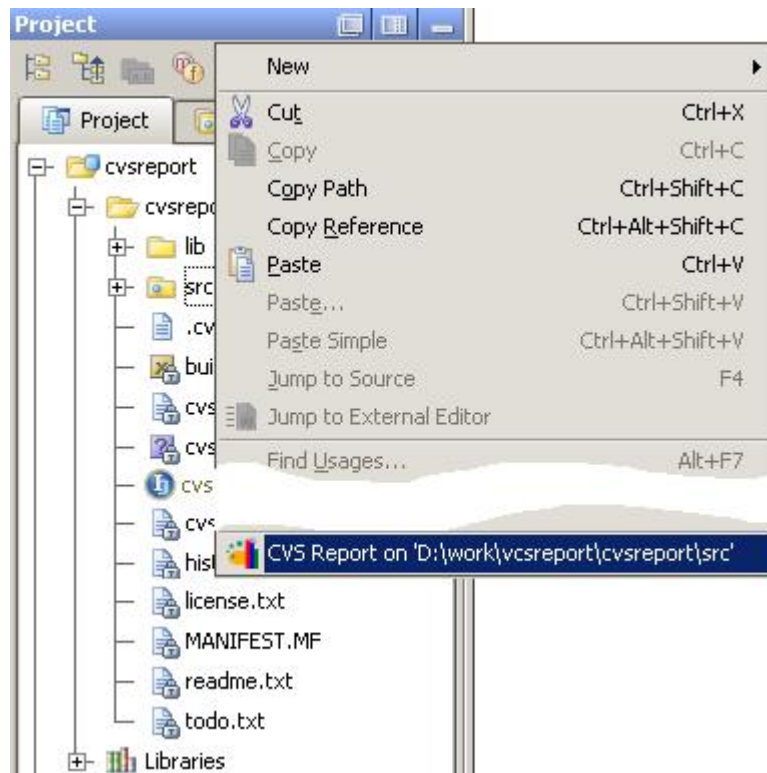 Project
New
Project
Cut Ctrl+X
Copy Ctrl+C
cvsreport
Copy Path Ctrl+Shift+C
cvsrepo
Copy Reference Ctrl+Alt+Shift+C
lib
Paste Ctrl+V
src
Paste... Ctrl+Shift+V
.cv
Paste Simple Ctrl+Alt+Shift+V
bui
Jump to Source F4
cvs
Jump to External Editor
cvs
Find Usages... Alt+F7
cvs
cvs
CVS Report on 'D:\work\vcsreport\cvsreport\src'
hist
license.txt
MANIFEST.MF
readme.txt
todo.txt
Libraries